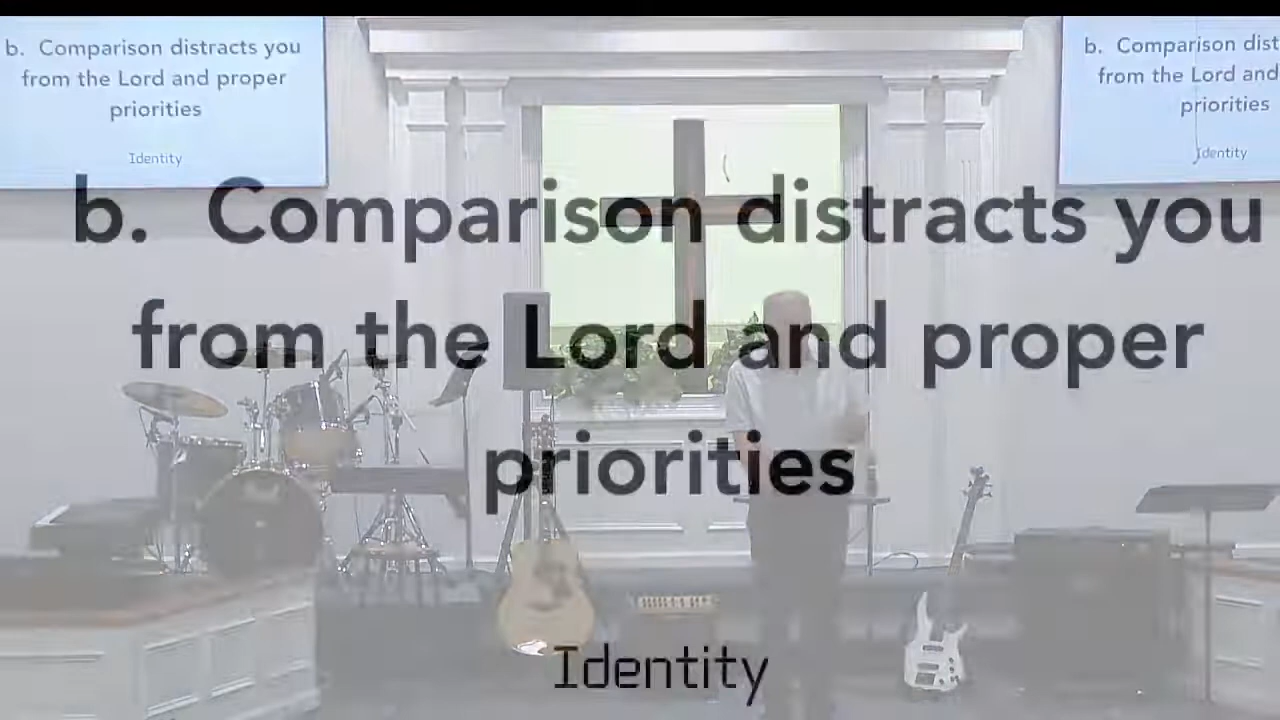 b. Comparison distracts you
from the Lord and proper
priorities
Identity
b. Comparison dist
from the Lord and
priorities
Identity
b. Comparison distracts you
from the Lord and proper
priorities
Identity